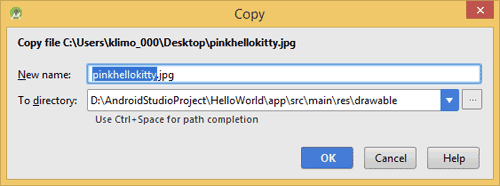 Copy
Copy file C:\Users\klimo_000\Desktop\pinkhellokitty.jpg
New name: pinkhellokitty.jpg
To directory: D:\AndroidStudioProject\HelloWorld\app\src\main\res\drawable ...
Use Ctrl+Space for path completion
OK Cancel Help